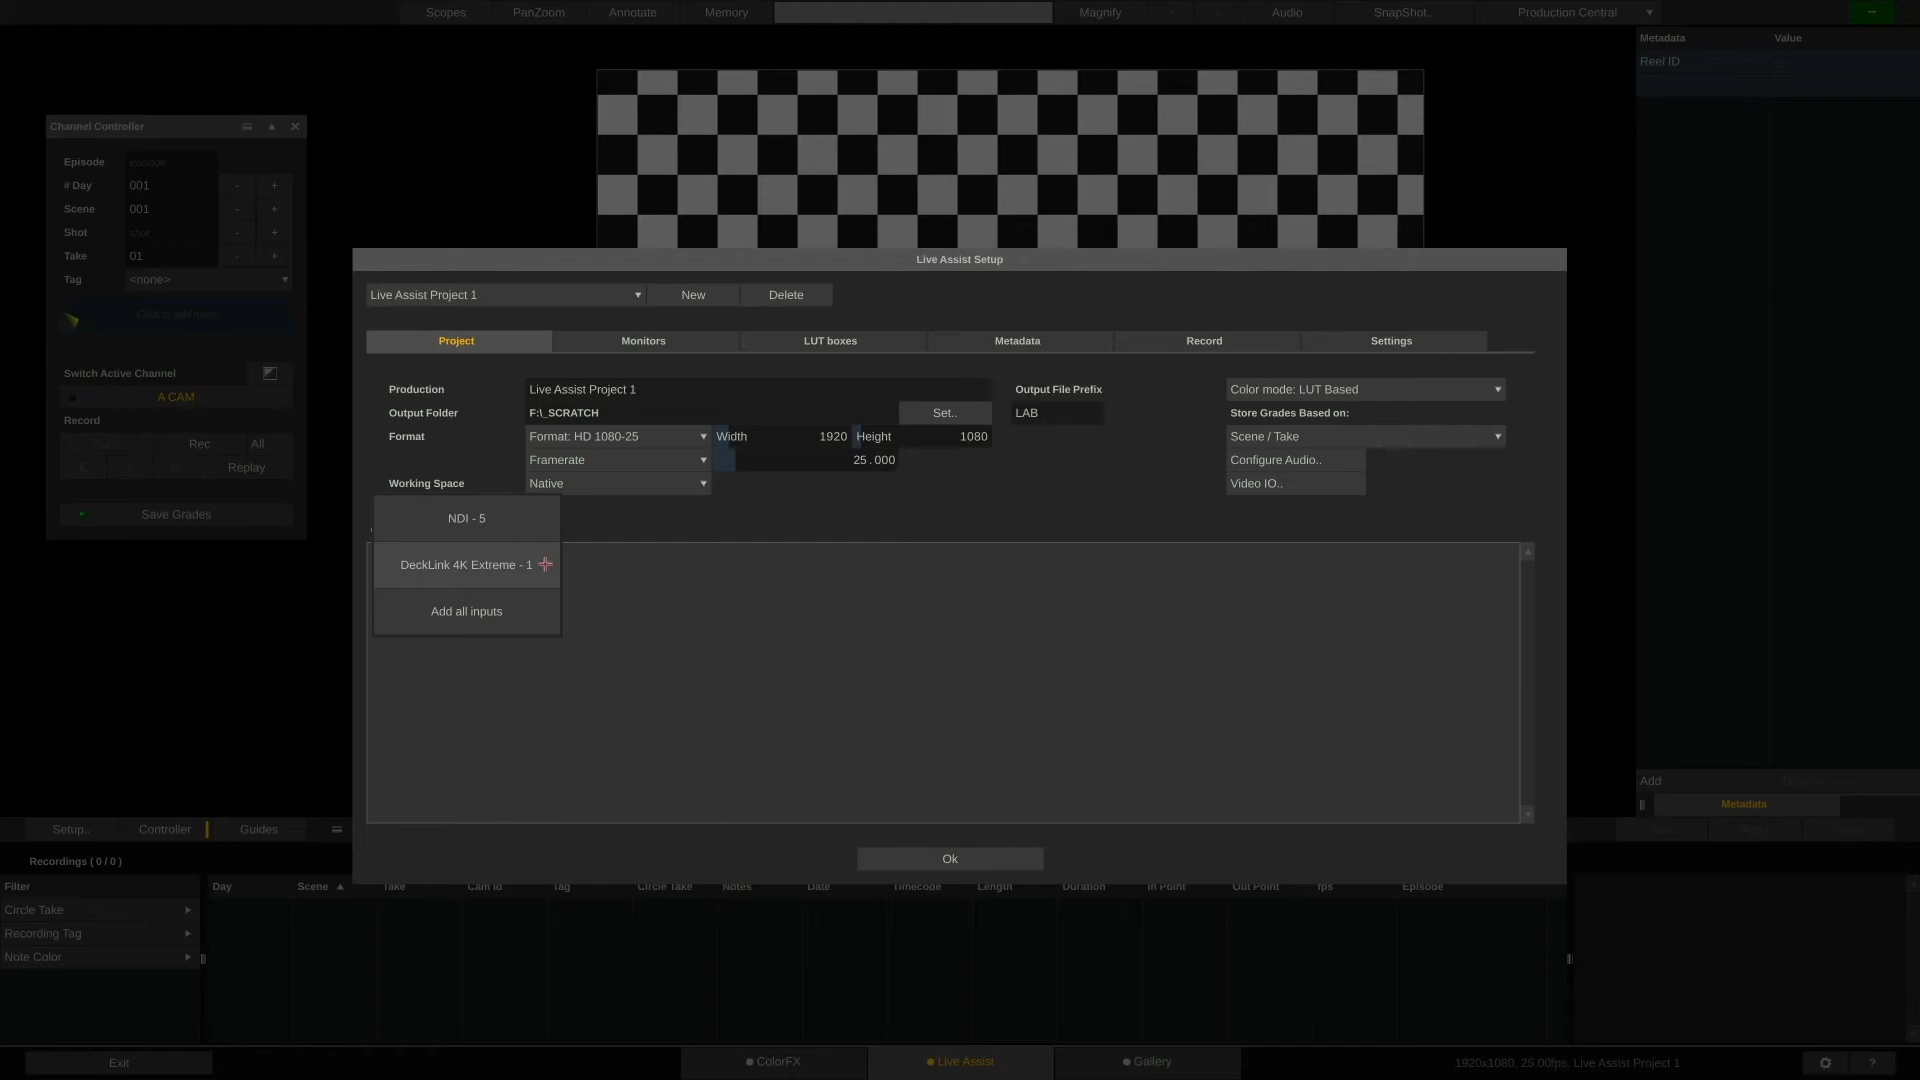 Scopes PanZoom Annotate Memory Magnify Audio SnapShot.. Production Central
Metadata Value
Reel ID
Channel Controller
Episode episode
# Day 001 - +
Scene 001 - +
Shot shot - +
Take 01 - +
Tag <none>
Click to add notes
Switch Active Channel
A CAM
Record
Rec All
Replay
Save Grades
Live Assist Setup
Live Assist Project 1 New Delete
Project Monitors LUT boxes Metadata Record Settings
Production Live Assist Project 1 Output File Prefix Color mode: LUT Based
Output Folder F:\_SCRATCH Set.. LAB Store Grades Based on:
Format Format: HD 1080-25 Width 1920 Height 1080 Scene / Take
Framerate 25.000 Configure Audio..
Working Space Native Video IO..
NDI - 5
DeckLink 4K Extreme - 1
Add all inputs
Ok
Add
Metadata
Setup.. Controller Guides
Recordings ( 0 / 0 )
Filter Day Scene Take Cam Id Tag Circle Take Notes Date Timecode Length Duration In Point Out Point fps Episode
Circle Take
Recording Tag
Note Color
Exit ColorFX Live Assist Gallery 1920x1080, 25.00fps, Live Assist Project 1 ?